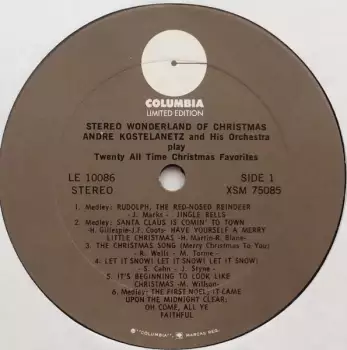 COLUMBIA
LIMITED EDITION
STEREO WONDERLAND OF CHRISTMAS
ANDRE KOSTELANETZ and His Orchestra
play
Twenty All Time Christmas Favorites
LE 10086 SIDE 1
STEREO XSM 75085
1. Medley: RUDOLPH, THE RED-NOSED REINDEER
- J. Marks - JINGLE BELLS
2. Medley: SANTA CLAUS IS COMIN' TO TOWN
-H. Gillespie-J.F. Coots- HAVE YOURSELF A MERRY
LITTLE CHRISTMAS -H. Martin-R. Blane-
3. THE CHRISTMAS SONG (Merry Christmas To You)
- R. Wells - M. Torme -
4. LET IT SNOW! LET IT SNOW! LET IT SNOW!
- S. Cahn - J. Styne -
5. IT'S BEGINNING TO LOOK LIKE
CHRISTMAS -M. Willson-
6. Medley: THE FIRST NOEL; IT CAME
UPON THE MIDNIGHT CLEAR;
OH COME, ALL YE
FAITHFUL
"COLUMBIA", MARCAS REG.